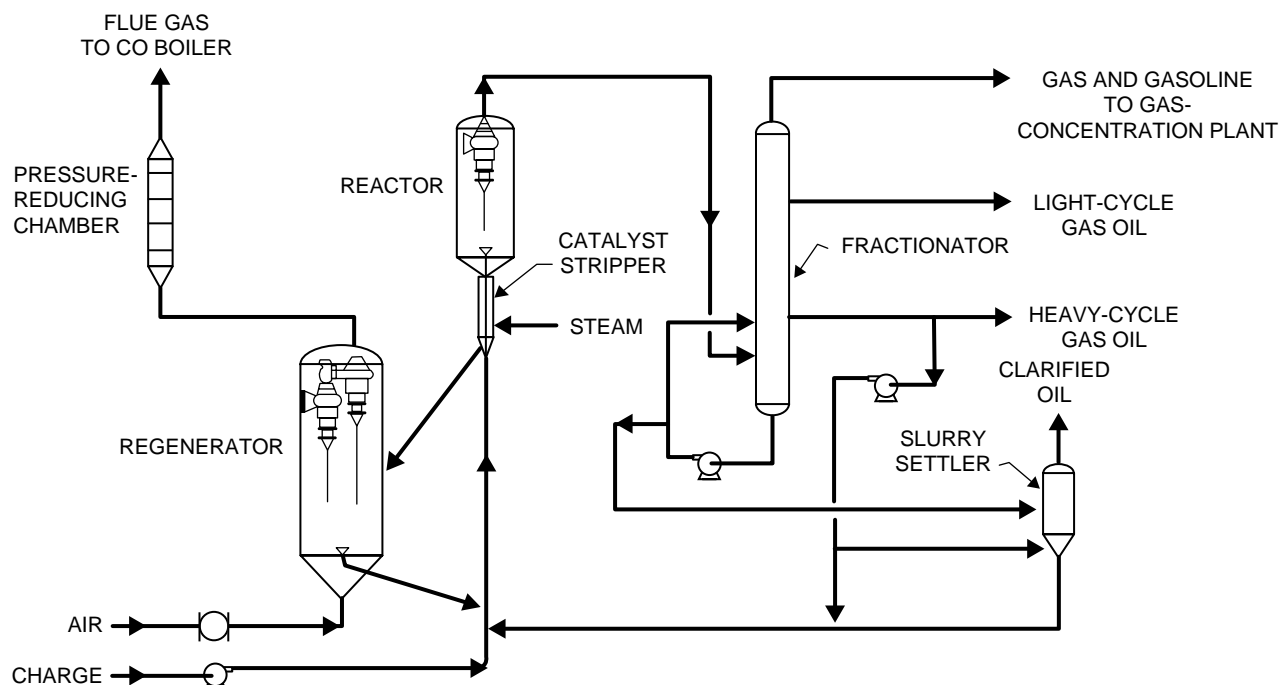 FLUE GAS
TO CO BOILER
PRESSURE-
REDUCING
CHAMBER
REACTOR
CATALYST
STRIPPER
STEAM
REGENERATOR
AIR
CHARGE
GAS AND GASOLINE
TO GAS-
CONCENTRATION PLANT
LIGHT-CYCLE
GAS OIL
FRACTIONATOR
HEAVY-CYCLE
GAS OIL
CLARIFIED
OIL
SLURRY
SETTLER